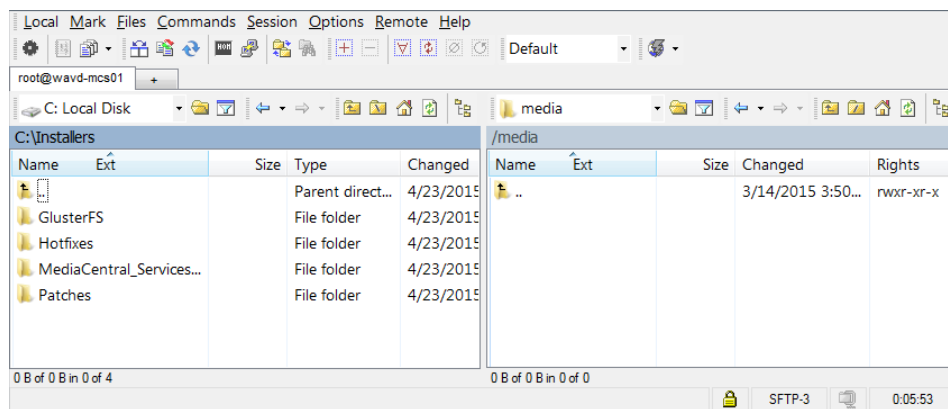 Local Mark Files Commands Session Options Remote Help
Default
root@wavd-mcs01 +
C: Local Disk
media
C:\Installers
/media
Name Ext Size Type Changed
Name Ext Size Changed Rights
.. Parent direct... 4/23/2015
.. 3/14/2015 3:50... rwxr-xr-x
GlusterFS File folder 4/23/2015
Hotfixes File folder 4/23/2015
MediaCentral_Services... File folder 4/23/2015
Patches File folder 4/23/2015
0 B of 0 B in 0 of 4
0 B of 0 B in 0 of 0
SFTP-3 0:05:53